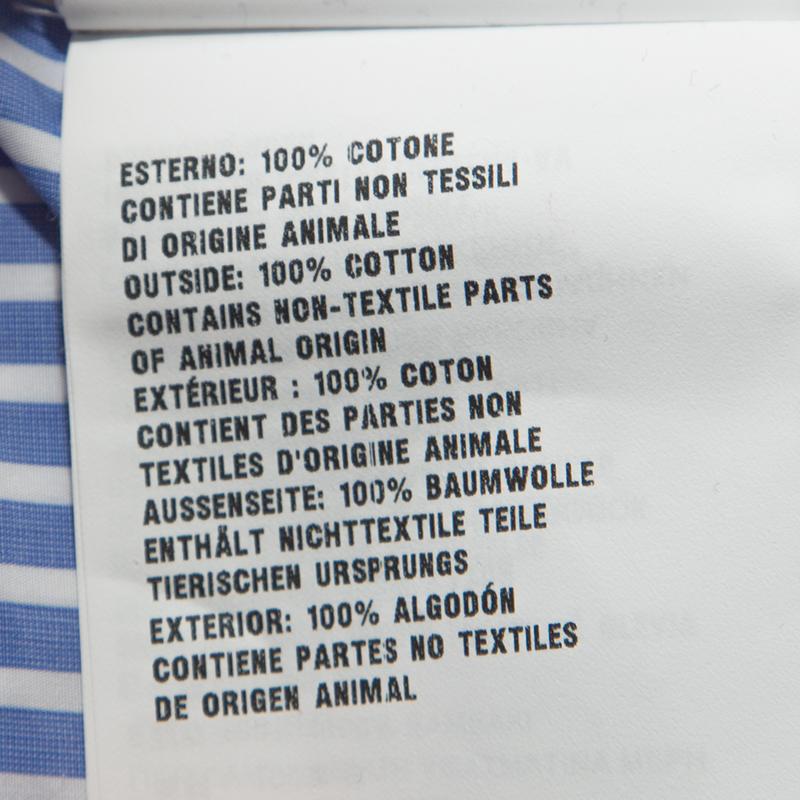 ESTERNO: 100% COTONE
CONTIENE PARTI NON TESSILI
DI ORIGINE ANIMALE
OUTSIDE: 100% COTTON
CONTAINS NON-TEXTILE PARTS
OF ANIMAL ORIGIN
EXTÉRIEUR : 100% COTON
CONTIENT DES PARTIES NON
TEXTILES D'ORIGINE ANIMALE
AUSSENSEITE: 100% BAUMWOLLE
ENTHÄLT NICHTTEXTILE TEILE
TIERISCHEN URSPRUNGS
EXTERIOR: 100% ALGODÓN
CONTIENE PARTES NO TEXTILES
DE ORIGEN ANIMAL